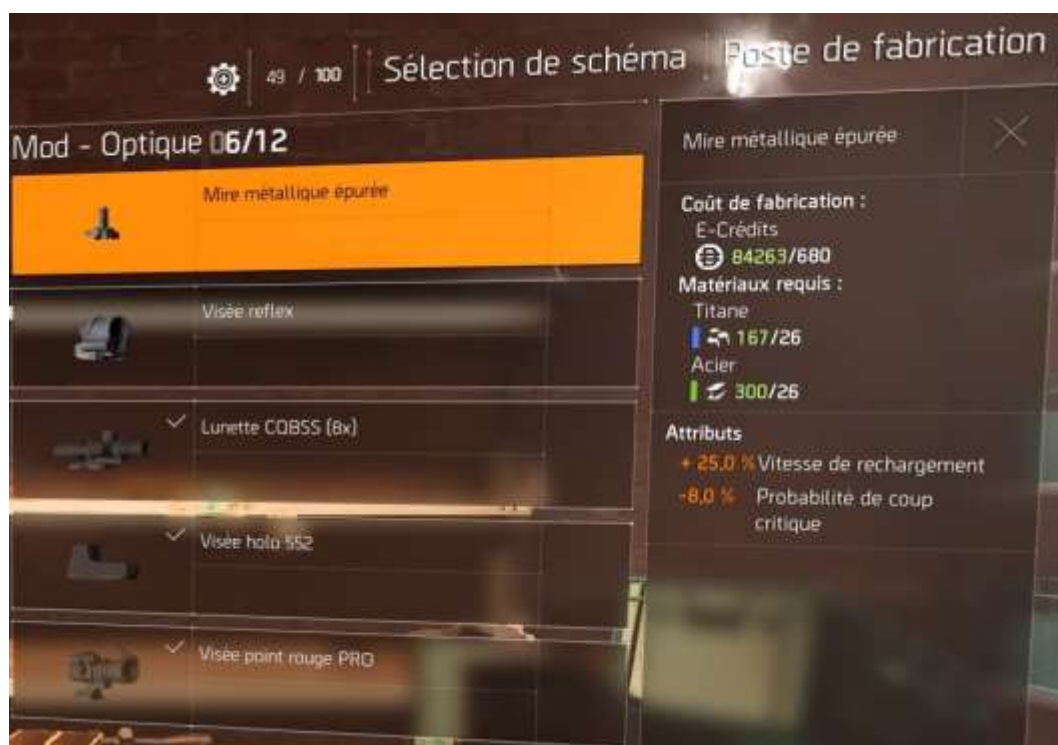 49 / 100
Sélection de schéma
Poste de fabrication
Mod - Optique 06/12
Mire métallique épurée
Visée reflex
Lunette CQBSS (8x)
Visée holo 552
Visée point rouge PRO
Mire métallique épurée
Coût de fabrication :
E-Crédits
84263/680
Matériaux requis :
Titane
167/26
Acier
300/26
Attributs
+ 25,0 % Vitesse de rechargement
-8,0 % Probabilité de coup
critique